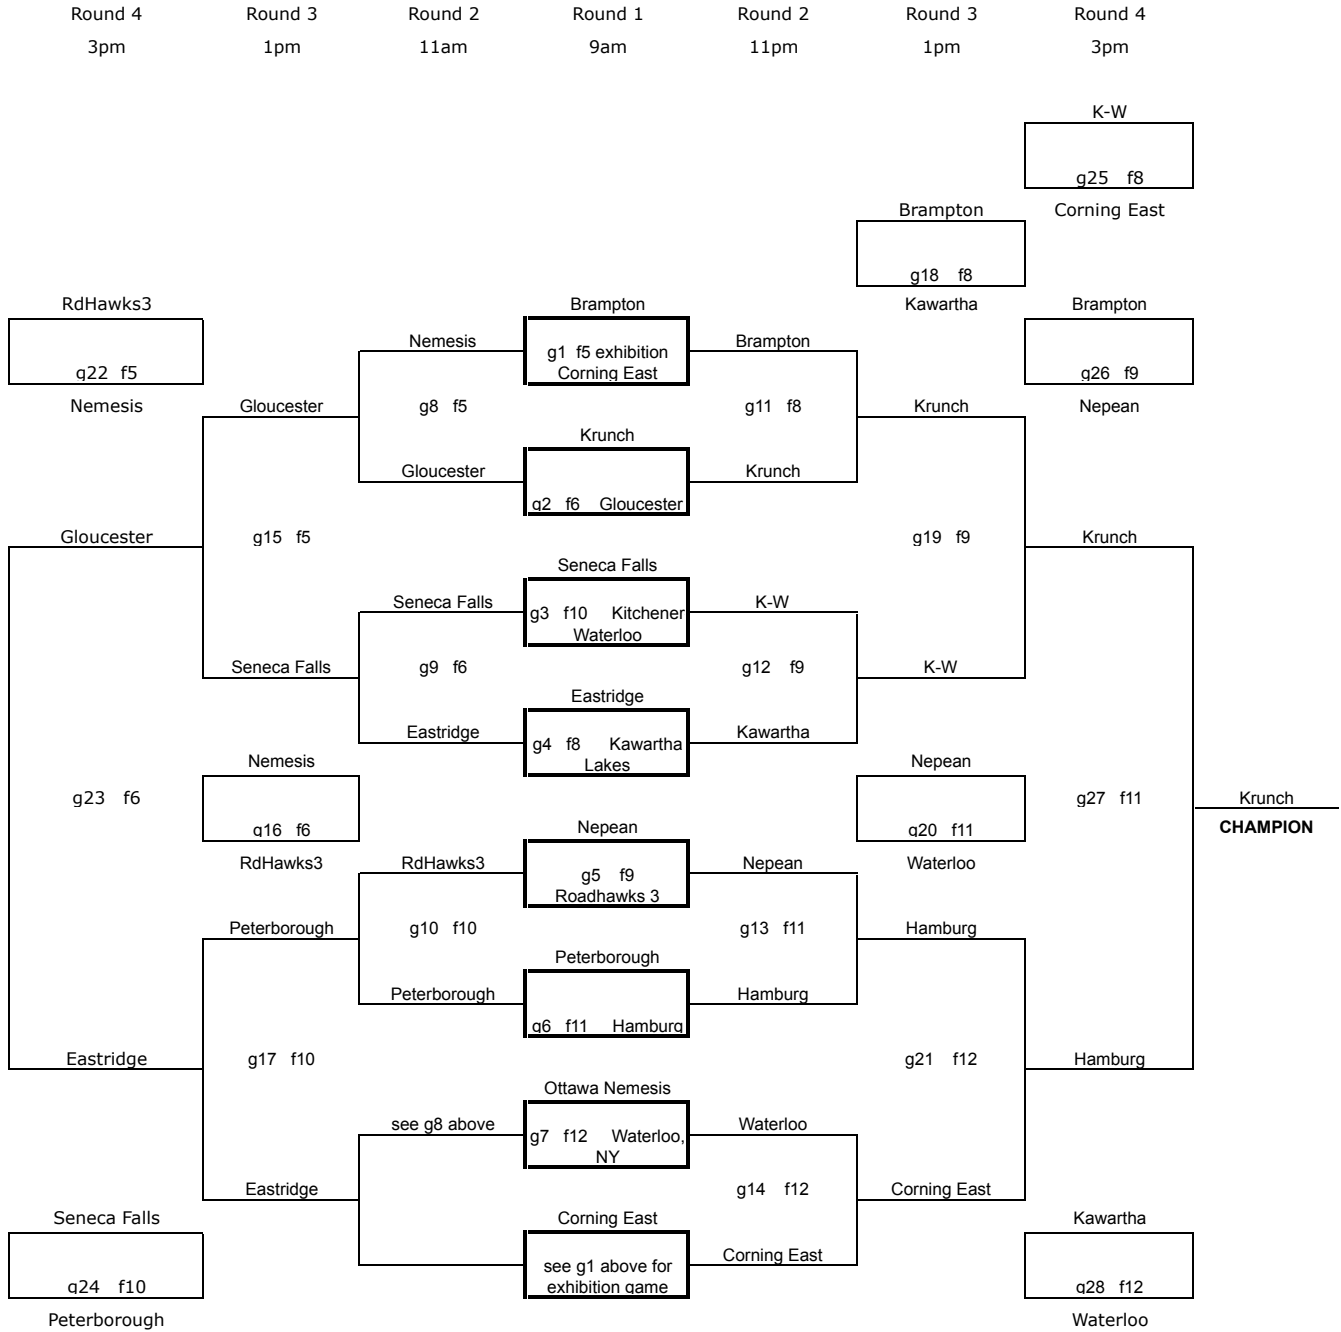 Round 4 Round 3 Round 2 Round 1 Round 2 Round 3 Round 4
3pm 1pm 11am 9am 11pm 1pm 3pm
K-W
g25 f8
Brampton Corning East
g18 f8
RdHawks3 Brampton Kawartha Brampton
Nemesis g1 f5 exhibition Brampton
g22 f5 Corning East g26 f9
Nemesis Gloucester g8 f5 g11 f8 Krunch Nepean
Krunch
Gloucester Krunch
g2 f6 Gloucester
Gloucester g15 f5 g19 f9 Krunch
Seneca Falls
Seneca Falls g3 f10 Kitchener K-W
Waterloo
Seneca Falls g9 f6 g12 f9 K-W
Eastridge
Eastridge g4 f8 Kawartha Kawartha
Lakes
Nemesis Nepean
g23 f6 g27 f11 Krunch
g16 f6 Nepean g20 f11 CHAMPION
RdHawks3 RdHawks3 g5 f9 Nepean Waterloo
Roadhawks 3
Peterborough g10 f10 g13 f11 Hamburg
Peterborough
Peterborough Hamburg
g6 f11 Hamburg
Eastridge g17 f10 g21 f12 Hamburg
Ottawa Nemesis
see g8 above g7 f12 Waterloo, Waterloo
NY
Eastridge g14 f12 Corning East
Seneca Falls Corning East Kawartha
Corning East
see g1 above for
g24 f10 exhibition game g28 f12
Peterborough Waterloo